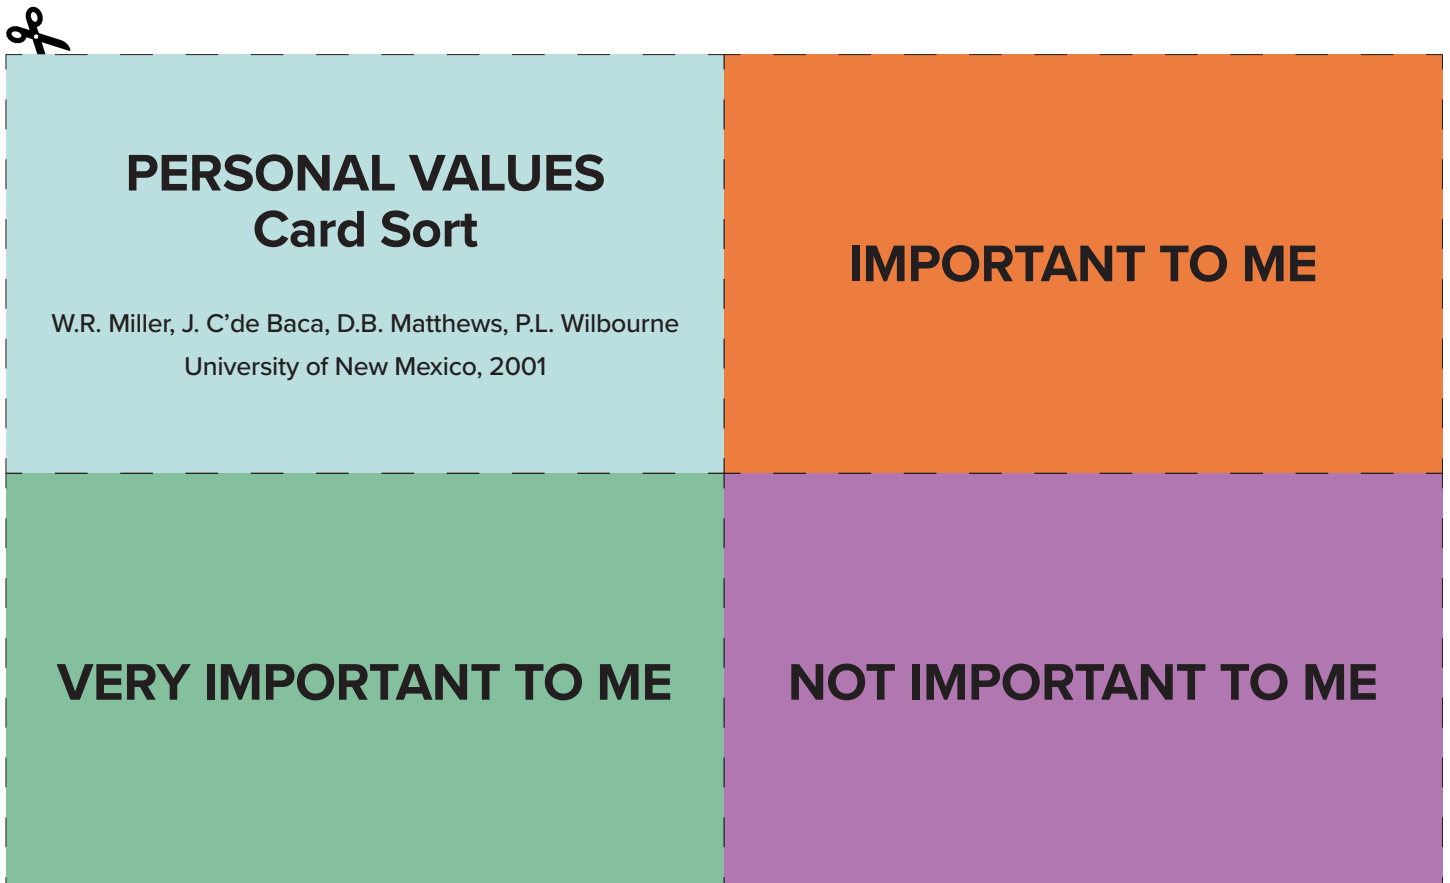 PERSONAL VALUES
Card Sort
W.R. Miller, J. C’de Baca, D.B. Matthews, P.L. Wilbourne
University of New Mexico, 2001
IMPORTANT TO ME
VERY IMPORTANT TO ME
NOT IMPORTANT TO ME